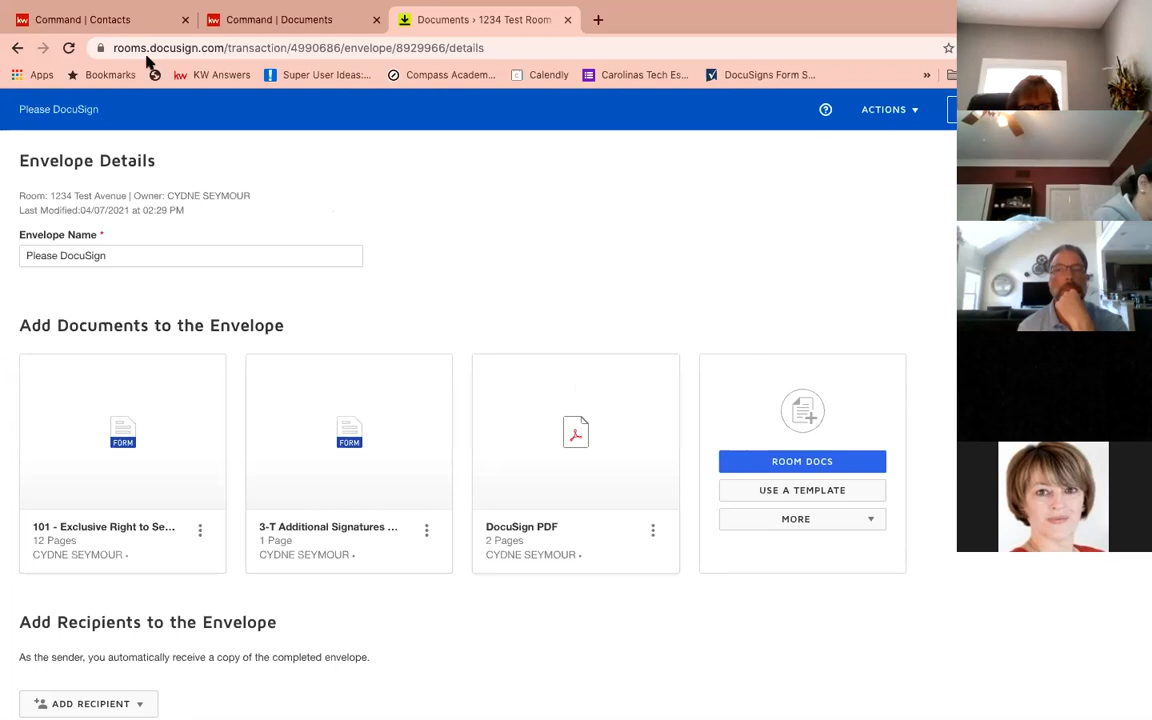 kw Command | Contacts × kw Command | Documents × Documents › 1234 Test Room × +
rooms.docusign.com/transaction/4990686/envelope/8929966/details
Apps Bookmarks kw KW Answers Super User Ideas:... Compass Academ... Calendly Carolinas Tech Es... DocuSigns Form S... »
Please DocuSign ? ACTIONS ▼
Envelope Details
Room: 1234 Test Avenue | Owner: CYDNE SEYMOUR
Last Modified:04/07/2021 at 02:29 PM
Envelope Name *
Please DocuSign
Add Documents to the Envelope
FORM
101 - Exclusive Right to Se...
12 Pages
CYDNE SEYMOUR •
FORM
3-T Additional Signatures ...
1 Page
CYDNE SEYMOUR •
DocuSign PDF
2 Pages
CYDNE SEYMOUR •
ROOM DOCS
USE A TEMPLATE
MORE ▼
Add Recipients to the Envelope
As the sender, you automatically receive a copy of the completed envelope.
ADD RECIPIENT ▼